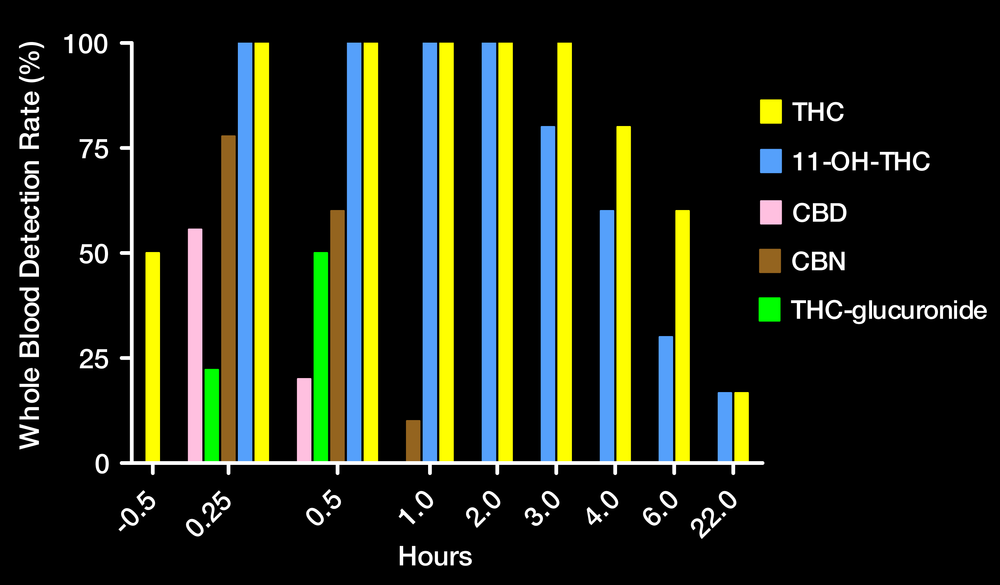 Whole Blood Detection Rate (%)
100
75
50
25
0
-0.5
0.25
0.5
1.0
2.0
3.0
4.0
6.0
22.0
Hours
THC
11-OH-THC
CBD
CBN
THC-glucuronide